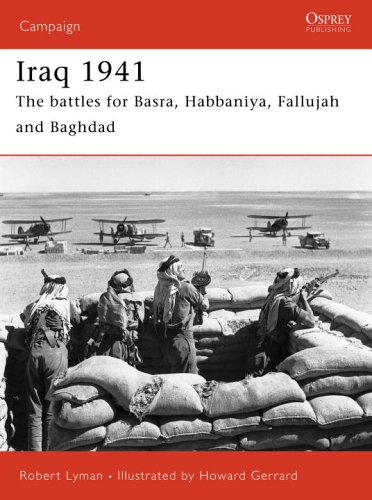 Campaign
OSPREY
PUBLISHING
Iraq 1941
The battles for Basra, Habbaniya, Fallujah
and Baghdad
Robert Lyman • Illustrated by Howard Gerrard